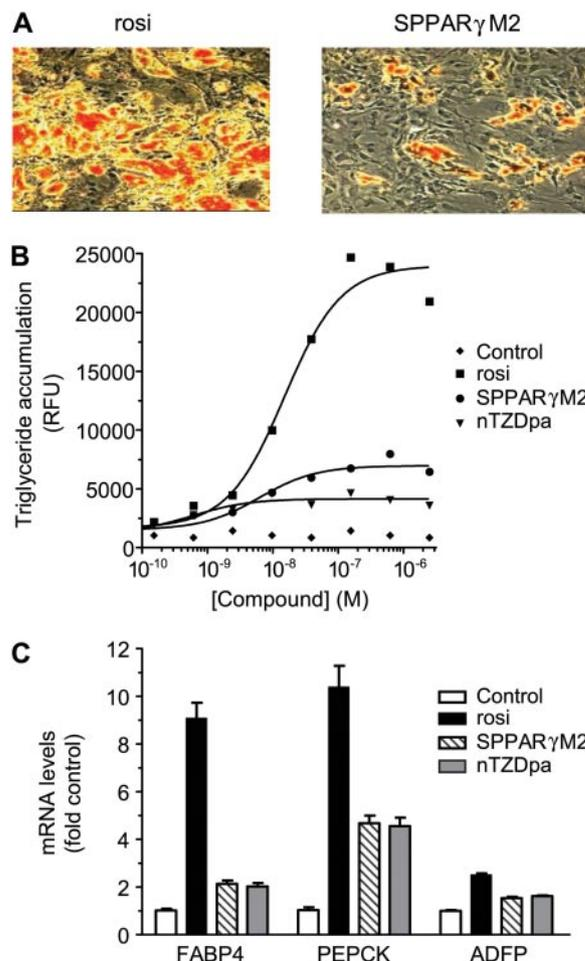 A
rosi
SPPARγM2
B
Triglyceride accumulation
(RFU)
25000
20000
15000
10000
5000
0
10-10
10-9
10-8
10-7
10-6
[Compound] (M)
Control
rosi
SPPARγM2
nTZDpa
C
mRNA levels
(fold control)
12
10
8
6
4
2
0
FABP4
PEPCK
ADFP
Control
rosi
SPPARγM2
nTZDpa